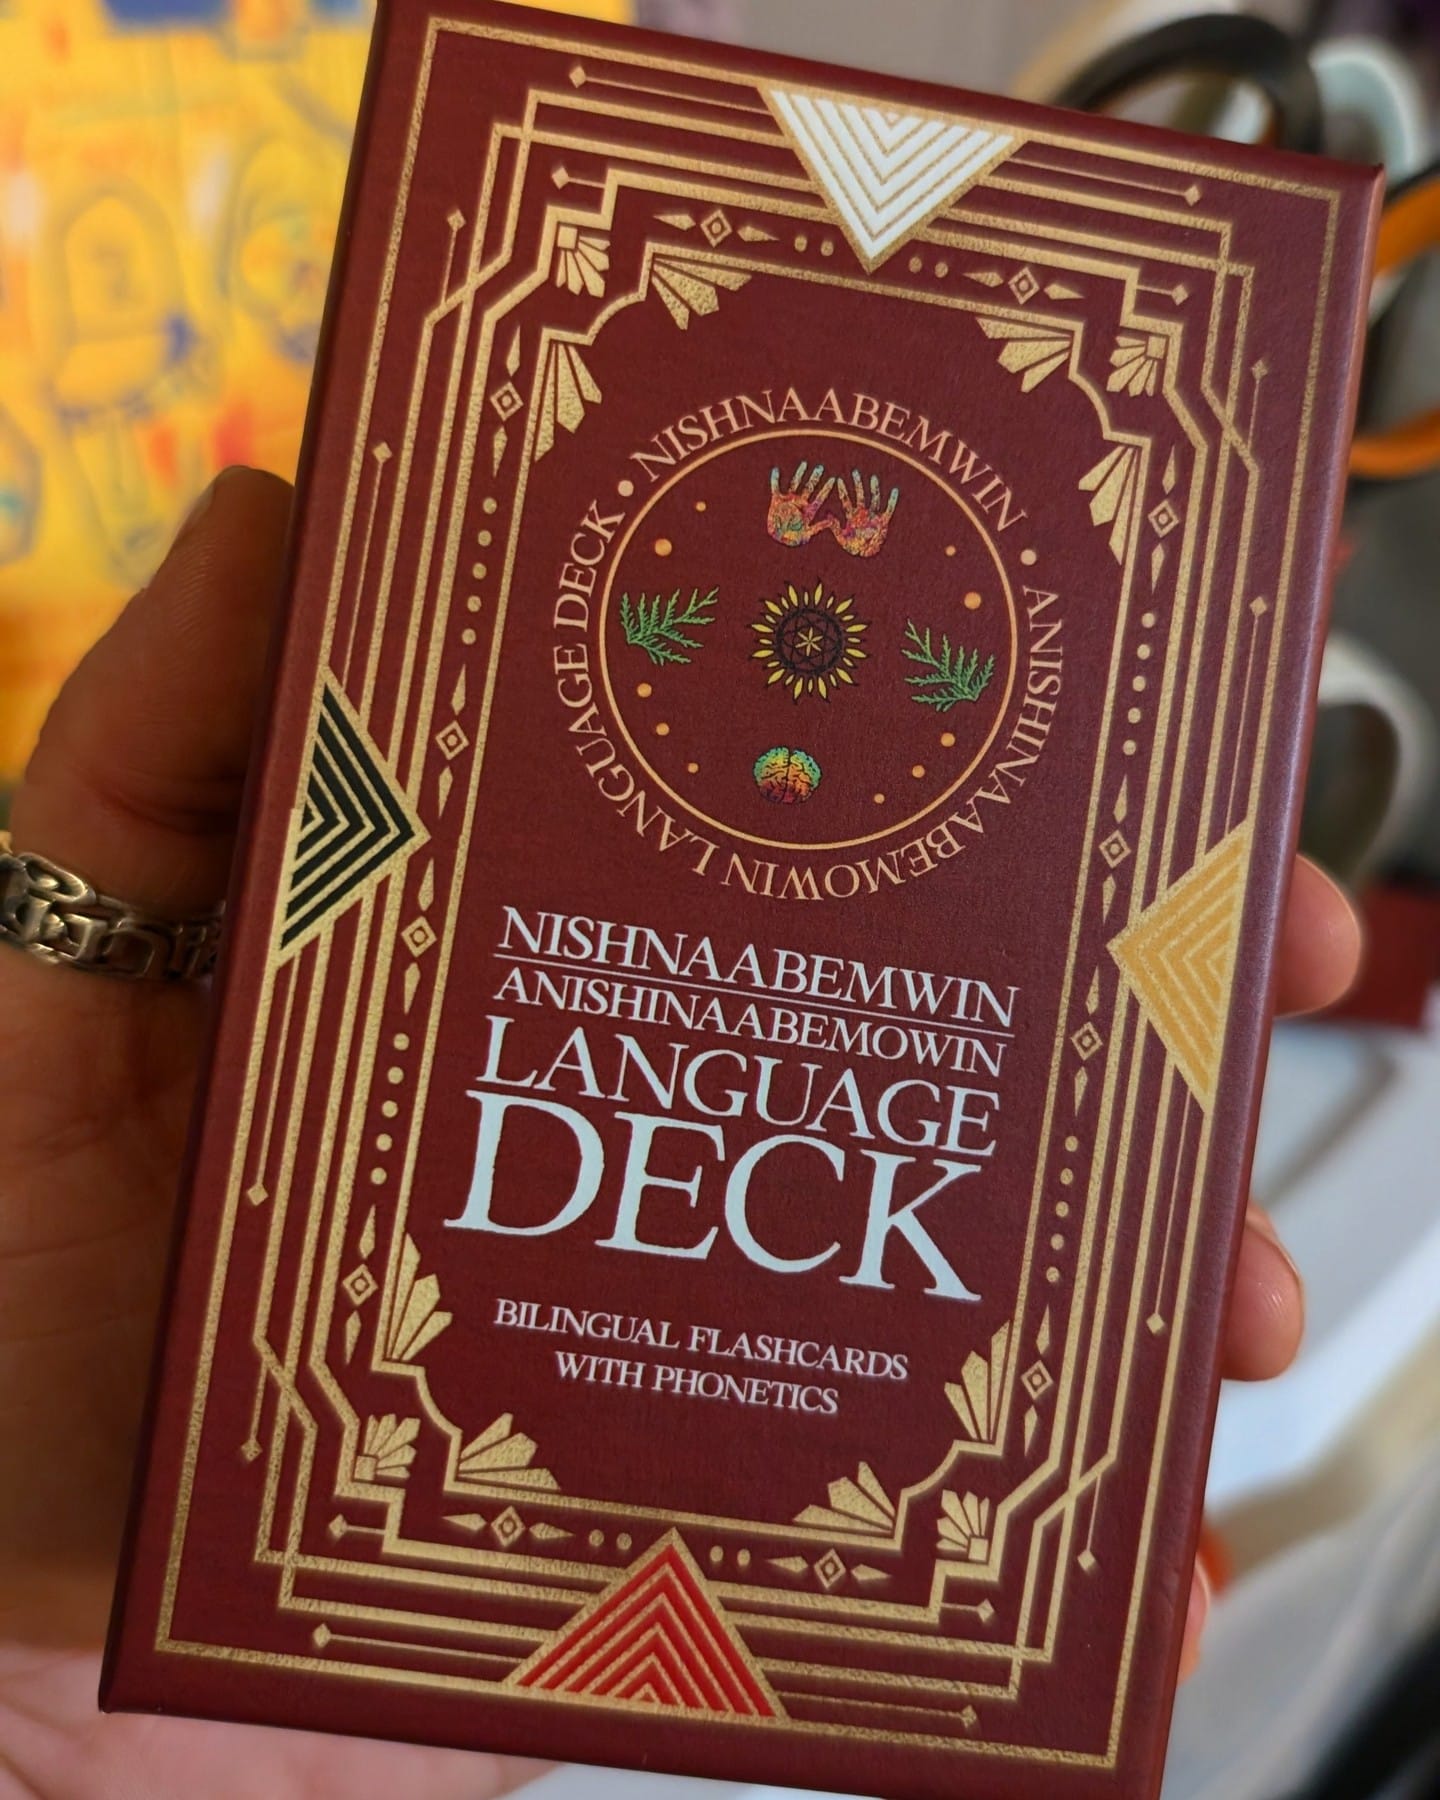 NISHNAABEMWIN • ANISHINAABEMOWIN LANGUAGE DECK •
NISHNAABEMWIN
ANISHINAABEMOWIN
LANGUAGE
DECK
BILINGUAL FLASHCARDS
WITH PHONETICS